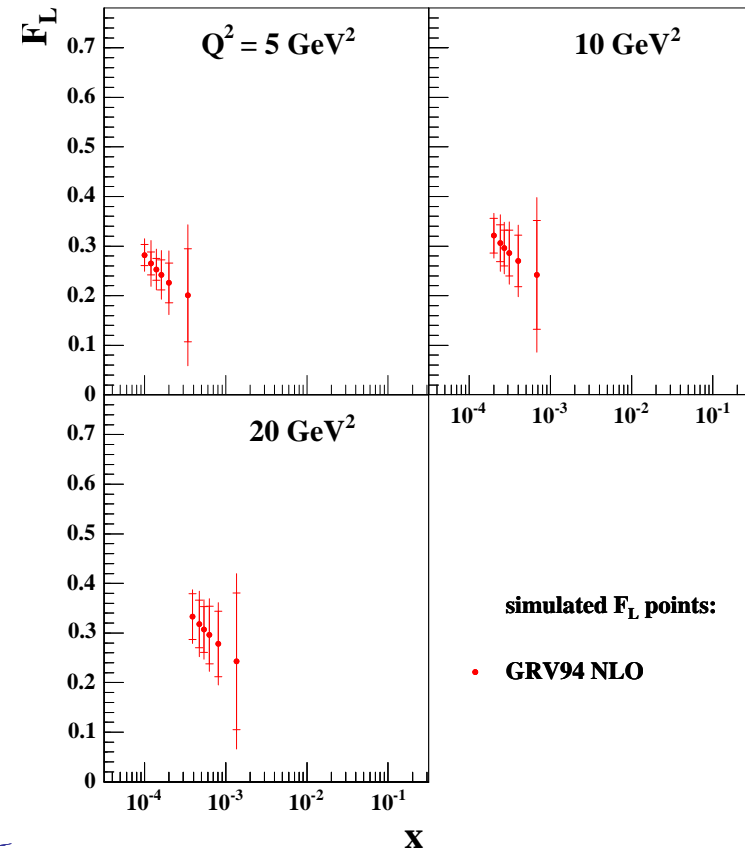 F_L
Q² = 5 GeV²
10 GeV²
0.7
0.6
0.5
0.4
0.3
0.2
0.1
0
10⁻⁴ 10⁻³ 10⁻² 10⁻¹
20 GeV²
0.7
0.6
0.5
0.4
0.3
0.2
0.1
0
10⁻⁴ 10⁻³ 10⁻² 10⁻¹
x
simulated F_L points:
GRV94 NLO